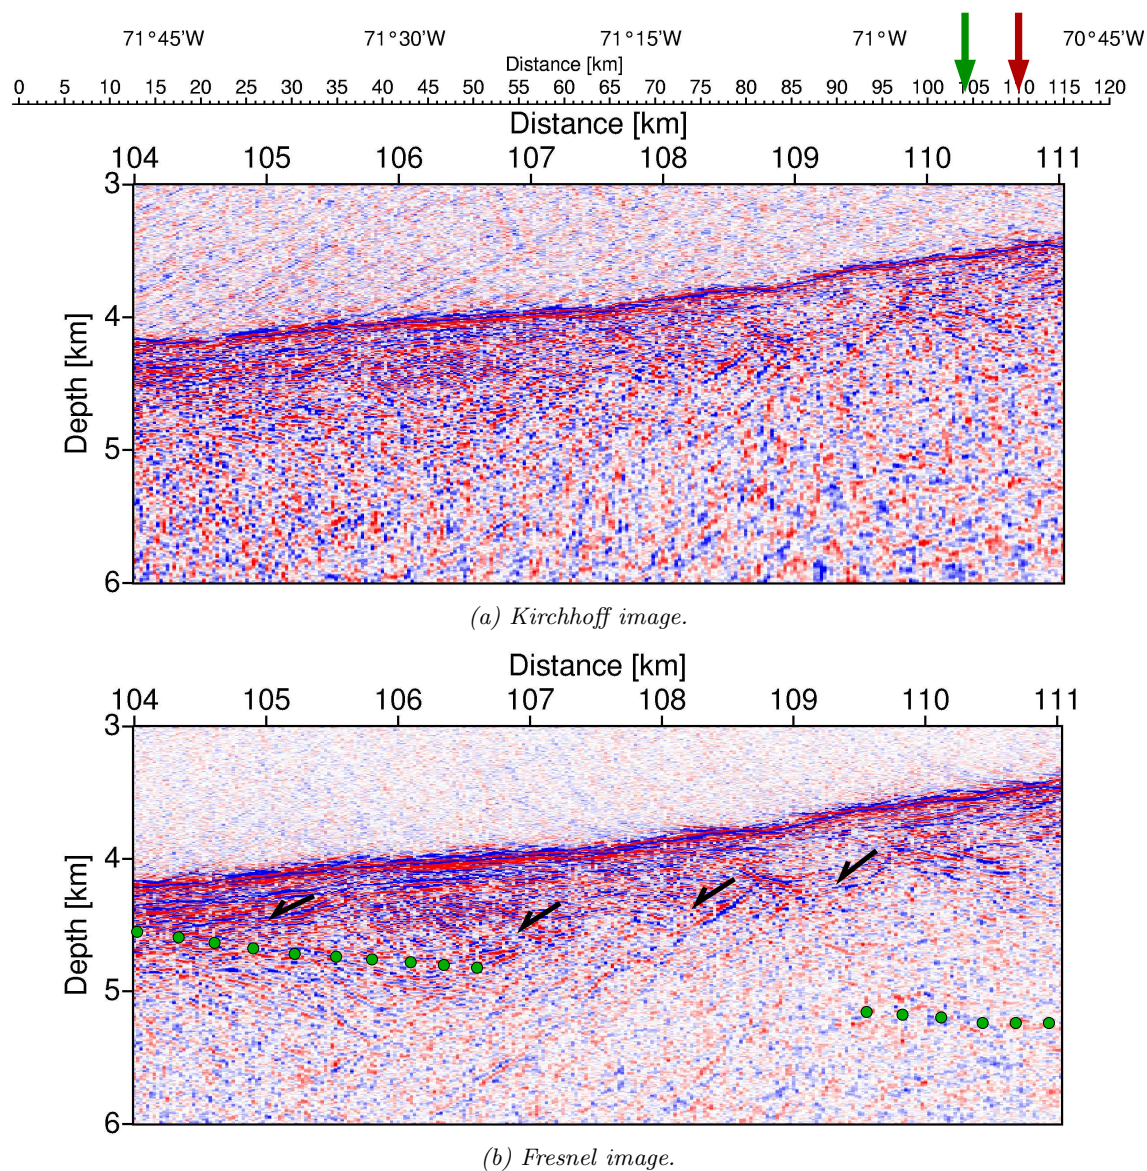 71°45'W 71°30'W 71°15'W 71°W 70°45'W
Distance [km]
0 5 10 15 20 25 30 35 40 45 50 55 60 65 70 75 80 85 90 95 100 105 110 115 120
Distance [km]
104 105 106 107 108 109 110 111
3
4
5
6
Depth [km]
(a) Kirchhoff image.
Distance [km]
104 105 106 107 108 109 110 111
3
4
5
6
Depth [km]
(b) Fresnel image.